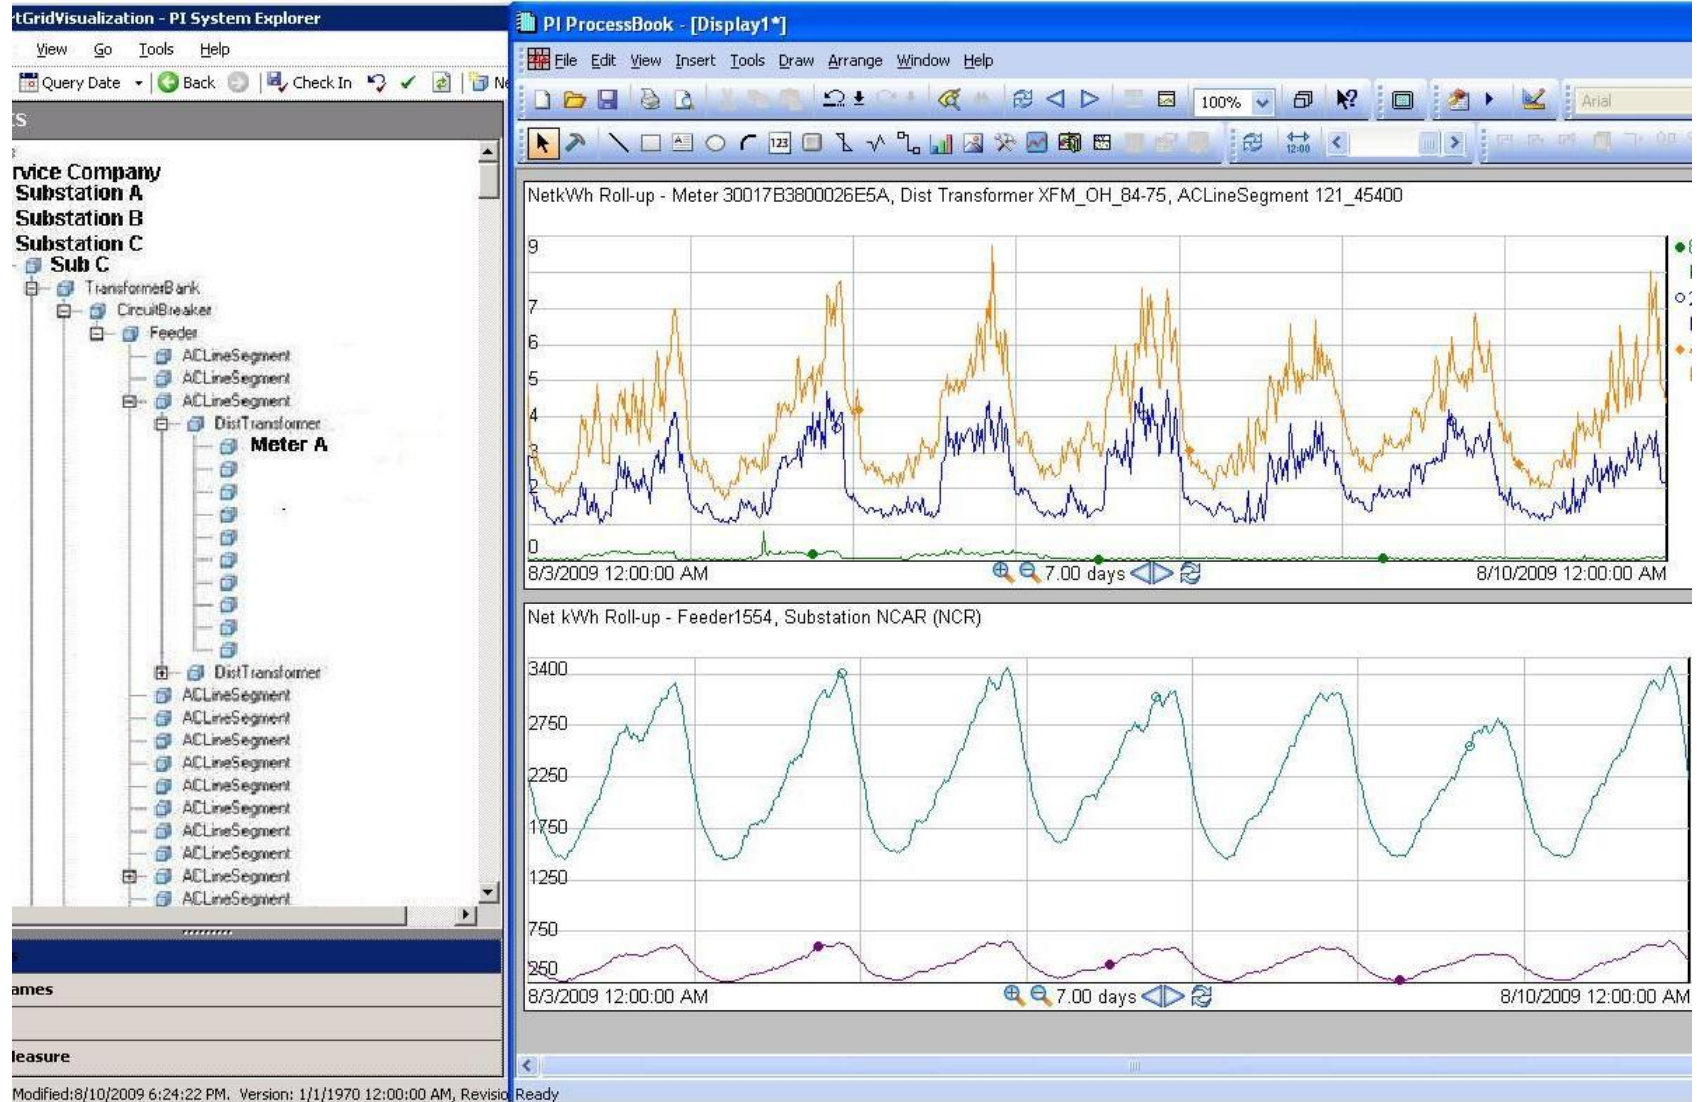 rtGridVisualization - PI System Explorer
View Go Tools Help
Query Date Back Check In Ne
rvice Company
Substation A
Substation B
Substation C
Sub C
TransformerBank
CircuitBreaker
Feeder
ACLineSegment
ACLineSegment
ACLineSegment
DistTransformer
Meter A
DistTransformer
ACLineSegment
ACLineSegment
ACLineSegment
ACLineSegment
ACLineSegment
ACLineSegment
ACLineSegment
ACLineSegment
ACLineSegment
ACLineSegment
ames
leasure
Modified:8/10/2009 6:24:22 PM. Version: 1/1/1970 12:00:00 AM, Revisio
PI ProcessBook - [Display1*]
File Edit View Insert Tools Draw Arrange Window Help
100% Arial
123 12:00
NetkWh Roll-up - Meter 30017B3800026E5A, Dist Transformer XFM_OH_84-75, ACLineSegment 121_45400
9
7
6
5
4
3
2
0
8/3/2009 12:00:00 AM 7.00 days 8/10/2009 12:00:00 AM
Net kWh Roll-up - Feeder1554, Substation NCAR (NCR)
3400
2750
2250
1750
1250
750
250
8/3/2009 12:00:00 AM 7.00 days 8/10/2009 12:00:00 AM
Ready